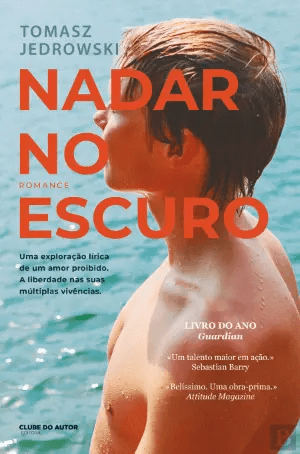 TOMASZ
JEDROWSKI
NADAR
NO
ROMANCE
ESCURO
Uma exploração lírica
de um amor proibido.
A liberdade nas suas
múltiplas vivências.
LIVRO DO ANO
Guardian
«Um talento maior em ação.»
Sebastian Barry
«Belíssimo. Uma obra-prima.»
Attitude Magazine
CLUBE DO AUTOR